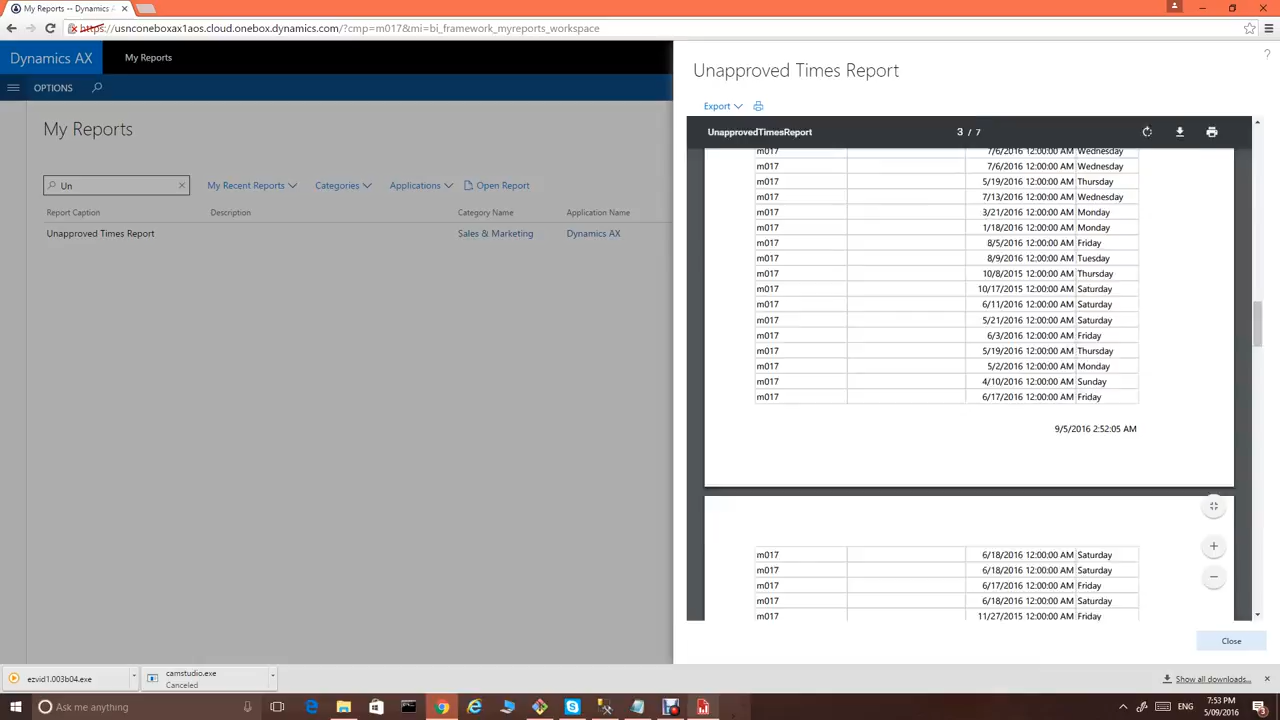 My Reports -- Dynamics A
https://usnconeboxax1aos.cloud.onebox.dynamics.com/?cmp=m017&mi=bi_framework_myreports_workspace
Dynamics AX
My Reports
OPTIONS
My Reports
Un
My Recent Reports
Categories
Applications
Open Report
Report Caption
Description
Category Name
Application Name
Unapproved Times Report
Sales & Marketing
Dynamics AX
?
Unapproved Times Report
Export
UnapprovedTimesReport
3 / 7
m017 7/6/2016 12:00:00 AM Wednesday
m017 7/6/2016 12:00:00 AM Wednesday
m017 5/19/2016 12:00:00 AM Thursday
m017 7/13/2016 12:00:00 AM Wednesday
m017 3/21/2016 12:00:00 AM Monday
m017 1/18/2016 12:00:00 AM Monday
m017 8/5/2016 12:00:00 AM Friday
m017 8/9/2016 12:00:00 AM Tuesday
m017 10/8/2015 12:00:00 AM Thursday
m017 10/17/2015 12:00:00 AM Saturday
m017 6/11/2016 12:00:00 AM Saturday
m017 5/21/2016 12:00:00 AM Saturday
m017 6/3/2016 12:00:00 AM Friday
m017 5/19/2016 12:00:00 AM Thursday
m017 5/2/2016 12:00:00 AM Monday
m017 4/10/2016 12:00:00 AM Sunday
m017 6/17/2016 12:00:00 AM Friday
9/5/2016 2:52:05 AM
m017 6/18/2016 12:00:00 AM Saturday
m017 6/18/2016 12:00:00 AM Saturday
m017 6/17/2016 12:00:00 AM Friday
m017 6/18/2016 12:00:00 AM Saturday
m017 11/27/2015 12:00:00 AM Friday
Close
ezvid1.003b04.exe
camstudio.exe
Canceled
Show all downloads...
Ask me anything
ENG
7:53 PM
5/09/2016